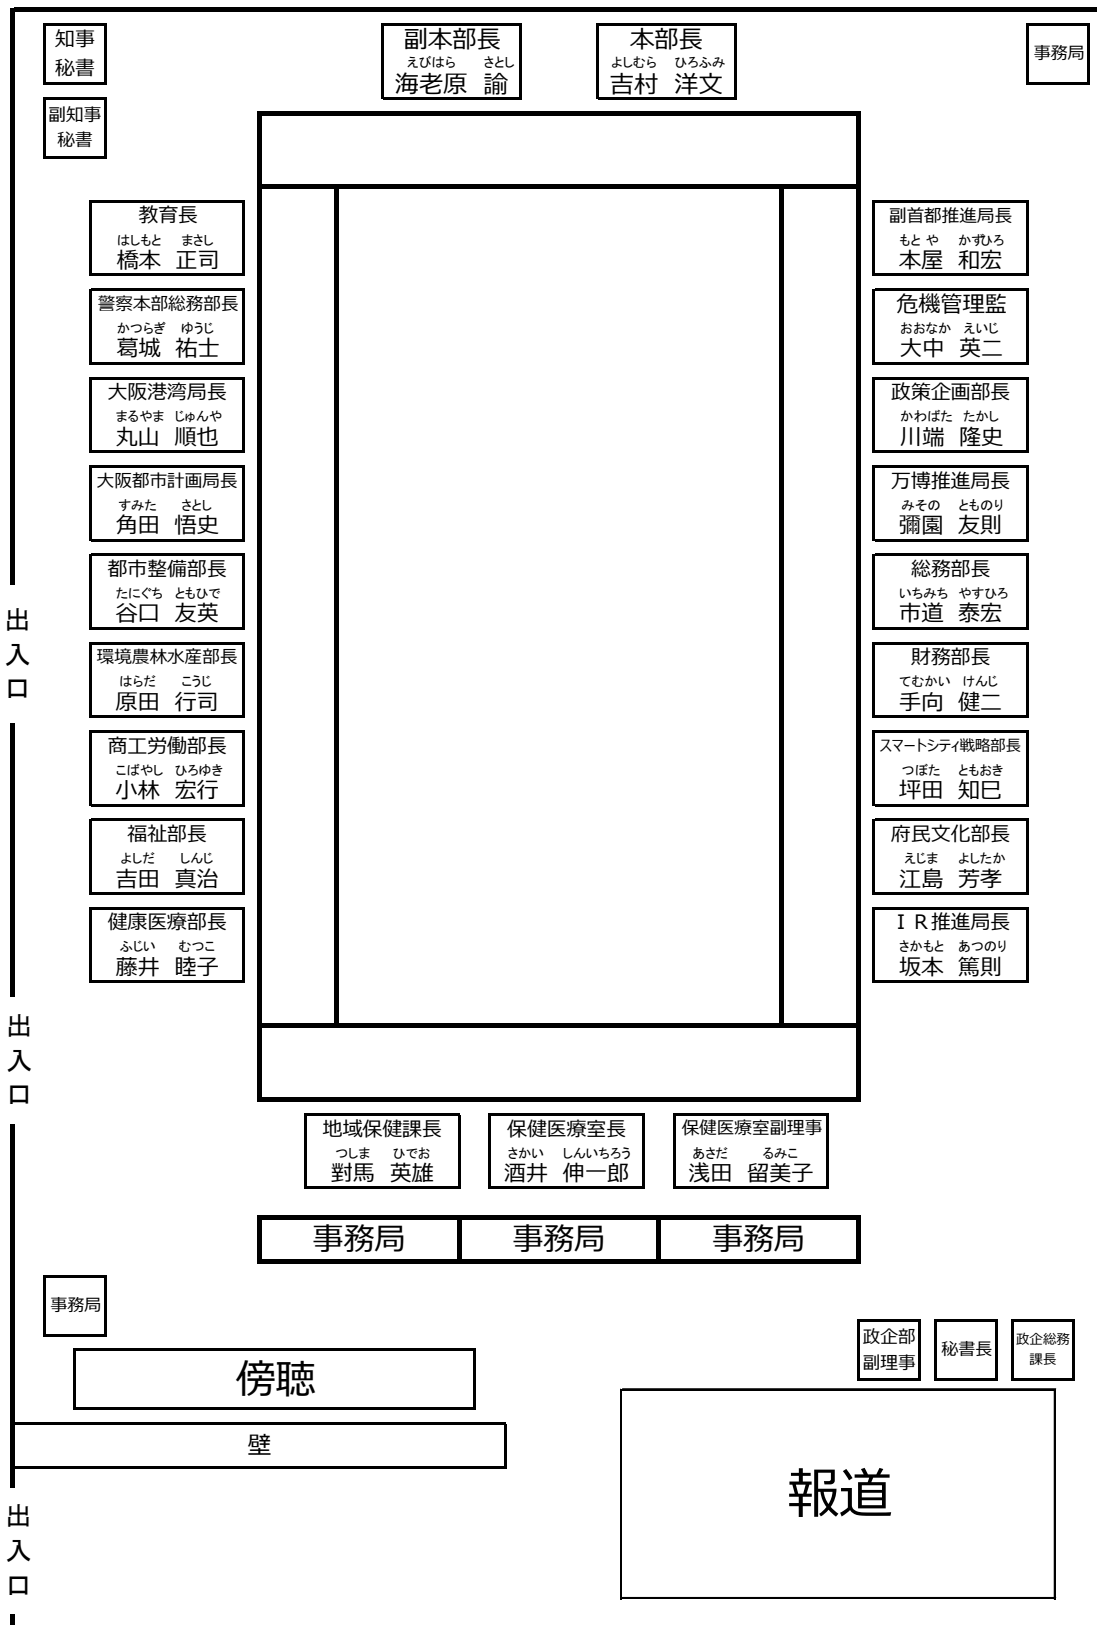 知事
秘書
副本部長
えびはら さとし
海老原 諭
本部長
よしむら ひろふみ
吉村 洋文
事務局
副知事
秘書
教育長
はしもと まさし
橋本 正司
警察本部総務部長
かつらぎ ゆうじ
葛城 祐士
大阪港湾局長
まるやま じゅんや
丸山 順也
大阪都市計画局長
すみた さとし
角田 悟史
都市整備部長
たにぐち ともひで
谷口 友英
環境農林水産部長
はらだ こうじ
原田 行司
商工労働部長
こばやし ひろゆき
小林 宏行
福祉部長
よしだ しんじ
吉田 真治
健康医療部長
ふじい むつこ
藤井 睦子
副首都推進局長
もと や かずひろ
本屋 和宏
危機管理監
おおなか えいじ
大中 英二
政策企画部長
かわばた たかし
川端 隆史
万博推進局長
みその とものり
彌園 友則
総務部長
いちみち やすひろ
市道 泰宏
財務部長
てむかい けんじ
手向 健二
スマートシティ戦略部長
つぼた ともおき
坪田 知巳
府民文化部長
えじま よしたか
江島 芳孝
ＩＲ推進局長
さかもと あつのり
坂本 篤則
出
入
口
出
入
口
地域保健課長
つしま ひでお
對馬 英雄
保健医療室長
さかい しんいちろう
酒井 伸一郎
保健医療室副理事
あさだ るみこ
浅田 留美子
事務局 事務局 事務局
事務局
傍聴
壁
政企部
副理事
秘書長
政企総務
課長
報道
出
入
口